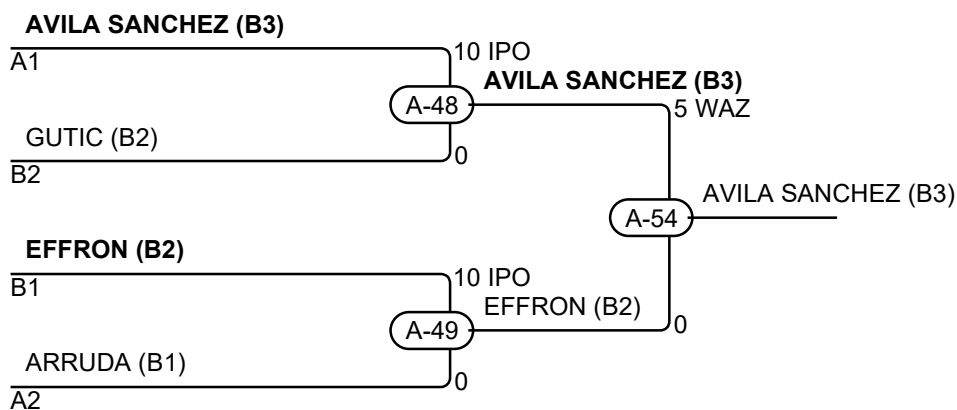 AVILA SANCHEZ (B3)
A1
10 IPO
AVILA SANCHEZ (B3)
A-48
5 WAZ
GUTIC (B2)
0
B2
AVILA SANCHEZ (B3)
A-54
EFFRON (B2)
B1
10 IPO
EFFRON (B2)
A-49
0
ARRUDA (B1)
0
A2